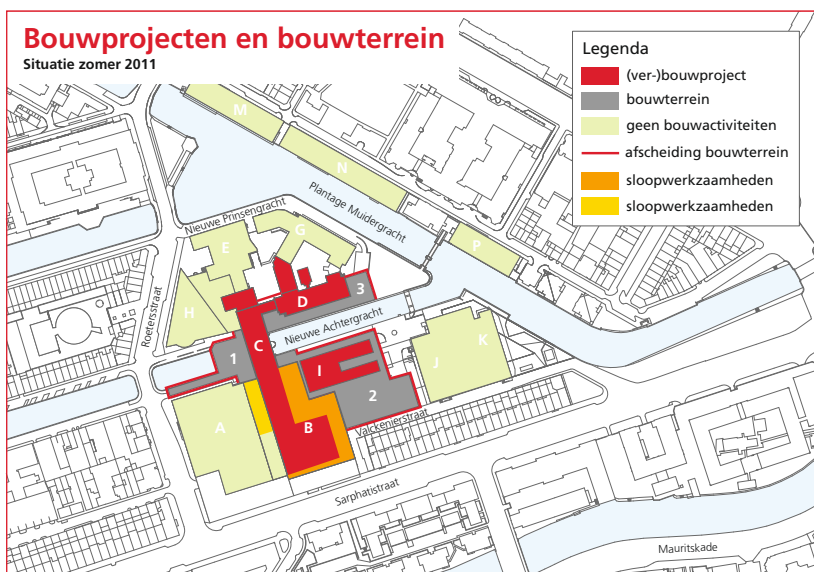 Bouwprojecten en bouwterrein
Situatie zomer 2011
Legenda
(ver-)bouwproject
bouwterrein
geen bouwactiviteiten
afscheiding bouwterrein
sloopwerkzaamheden
sloopwerkzaamheden
M
N
Plantage Muidergracht
Nieuwe Prinsengracht
G
E
P
H
D
3
Roetersstraat
Nieuwe Achtergracht
C
1
K
J
I
2
A
B
Valckenierstraat
Sarphatistraat
Mauritskade